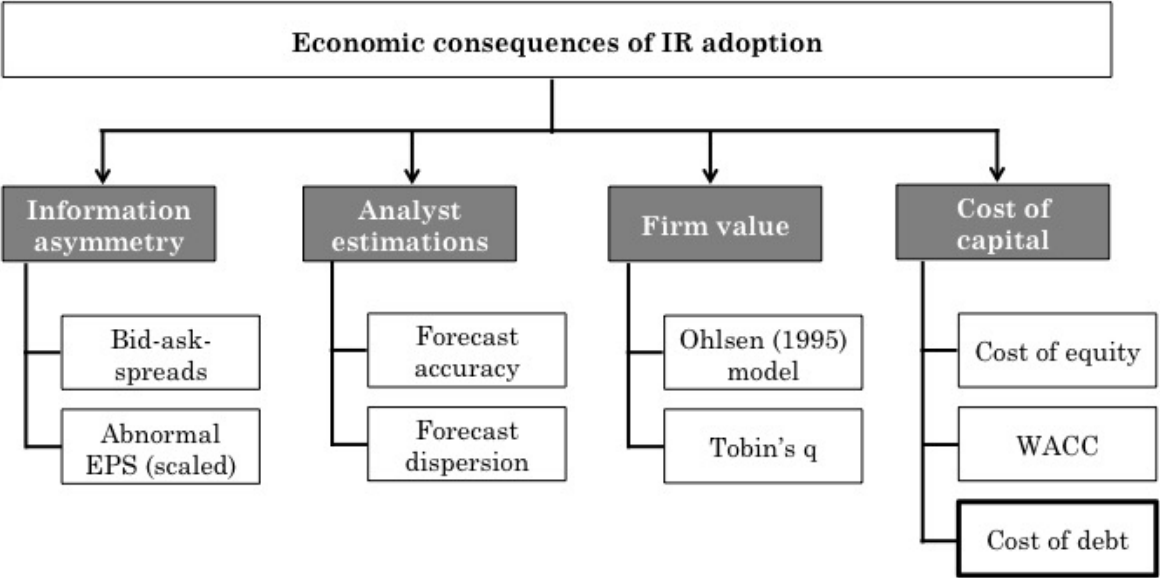 Economic consequences of IR adoption
Information
asymmetry
Bid-ask-
spreads
Abnormal
EPS (scaled)
Analyst
estimations
Forecast
accuracy
Forecast
dispersion
Firm value
Ohlsen (1995)
model
Tobin's q
Cost of
capital
Cost of equity
WACC
Cost of debt